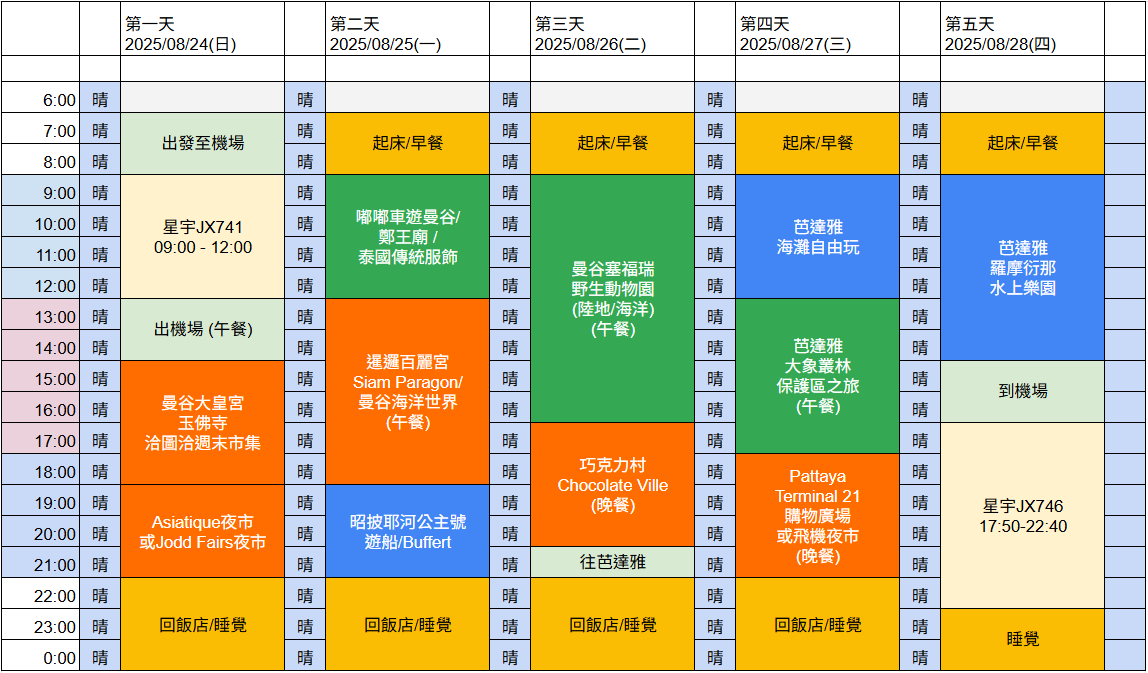 第一天
2025/08/24(日)
第二天
2025/08/25(一)
第三天
2025/08/26(二)
第四天
2025/08/27(三)
第五天
2025/08/28(四)
6:00 晴 晴 晴 晴 晴
7:00 晴 晴 晴 晴 晴
8:00 晴 晴 晴 晴 晴
9:00 晴 晴 晴 晴 晴
10:00 晴 晴 晴 晴 晴
11:00 晴 晴 晴 晴 晴
12:00 晴 晴 晴 晴 晴
13:00 晴 晴 晴 晴 晴
14:00 晴 晴 晴 晴 晴
15:00 晴 晴 晴 晴 晴
16:00 晴 晴 晴 晴 晴
17:00 晴 晴 晴 晴 晴
18:00 晴 晴 晴 晴 晴
19:00 晴 晴 晴 晴 晴
20:00 晴 晴 晴 晴 晴
21:00 晴 晴 晴 晴 晴
22:00 晴 晴 晴 晴 晴
23:00 晴 晴 晴 晴 晴
0:00 晴 晴 晴 晴 晴
出發至機場
星宇JX741
09:00 - 12:00
出機場 (午餐)
曼谷大皇宮
玉佛寺
洽圖洽週末市集
Asiatique夜市
或Jodd Fairs夜市
回飯店/睡覺
起床/早餐
嘟嘟車遊曼谷/
鄭王廟 /
泰國傳統服飾
暹邏百麗宮
Siam Paragon/
曼谷海洋世界
(午餐)
昭披耶河公主號
遊船/Buffert
回飯店/睡覺
起床/早餐
曼谷塞福瑞
野生動物園
(陸地/海洋)
(午餐)
巧克力村
Chocolate Ville
(晚餐)
往芭達雅
回飯店/睡覺
起床/早餐
芭達雅
海灘自由玩
芭達雅
大象叢林
保護區之旅
(午餐)
Pattaya
Terminal 21
購物廣場
或飛機夜市
(晚餐)
回飯店/睡覺
起床/早餐
芭達雅
羅摩衍那
水上樂園
到機場
星宇JX746
17:50-22:40
睡覺